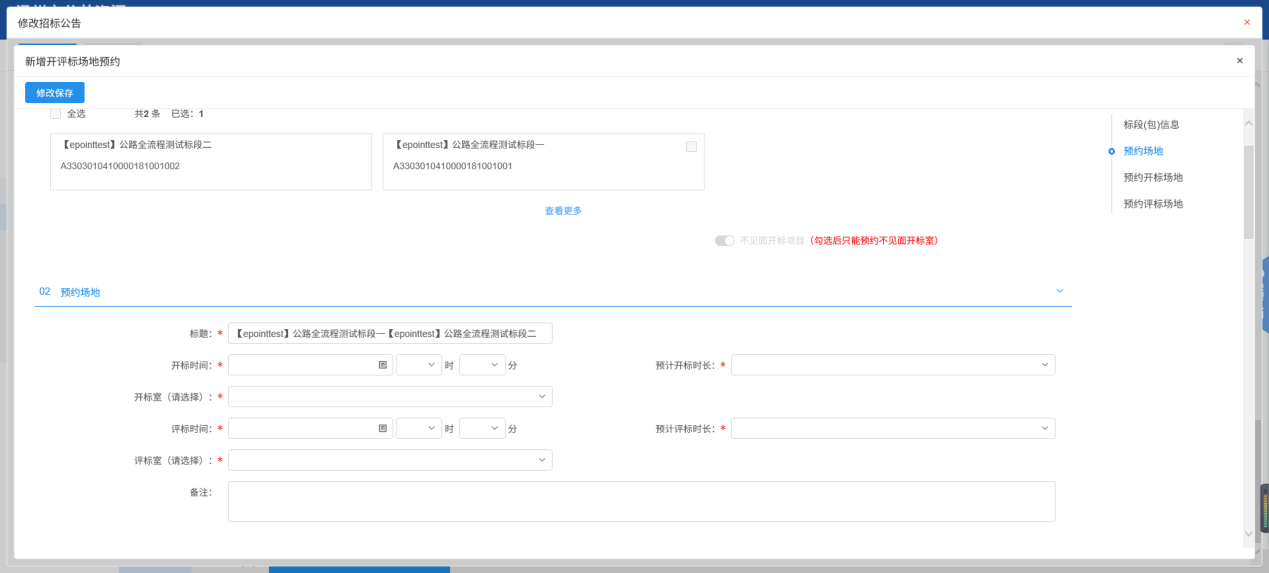 修改招标公告
×
新增开评标场地预约
×
修改保存
全选 共2 条 已选：1
标段(包)信息
【epointtest】公路全流程测试标段二 【epointtest】公路全流程测试标段一
预约场地
A3303010410000181001002 A3303010410000181001001
预约开标场地
预约评标场地
查看更多
不见面开标项目（勾选后只能预约不见面开标室）
02 预约场地
标题：* 【epointtest】公路全流程测试标段一【epointtest】公路全流程测试标段二
开标时间：* 时 分 预计开标时长：*
开标室（请选择）：*
评标时间：* 时 分 预计评标时长：*
评标室（请选择）：*
备注：